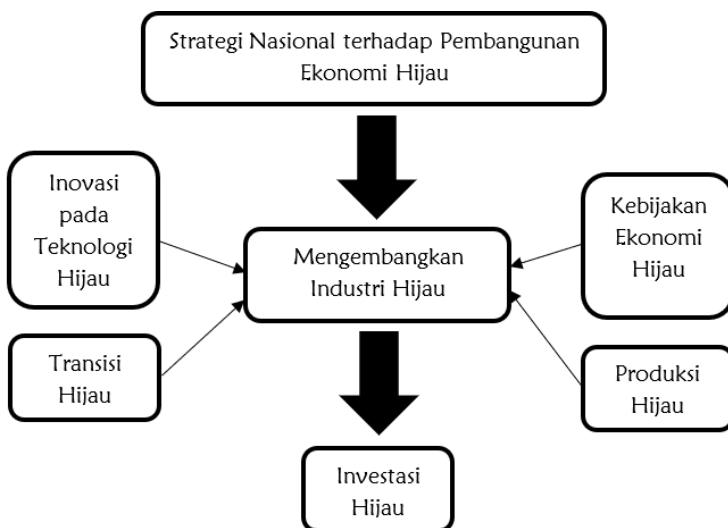 Strategi Nasional terhadap Pembangunan
Ekonomi Hijau
Inovasi
pada
Teknologi
Hijau
Kebijakan
Ekonomi
Hijau
Mengembangkan
Industri Hijau
Transisi
Hijau
Produksi
Hijau
Investasi
Hijau